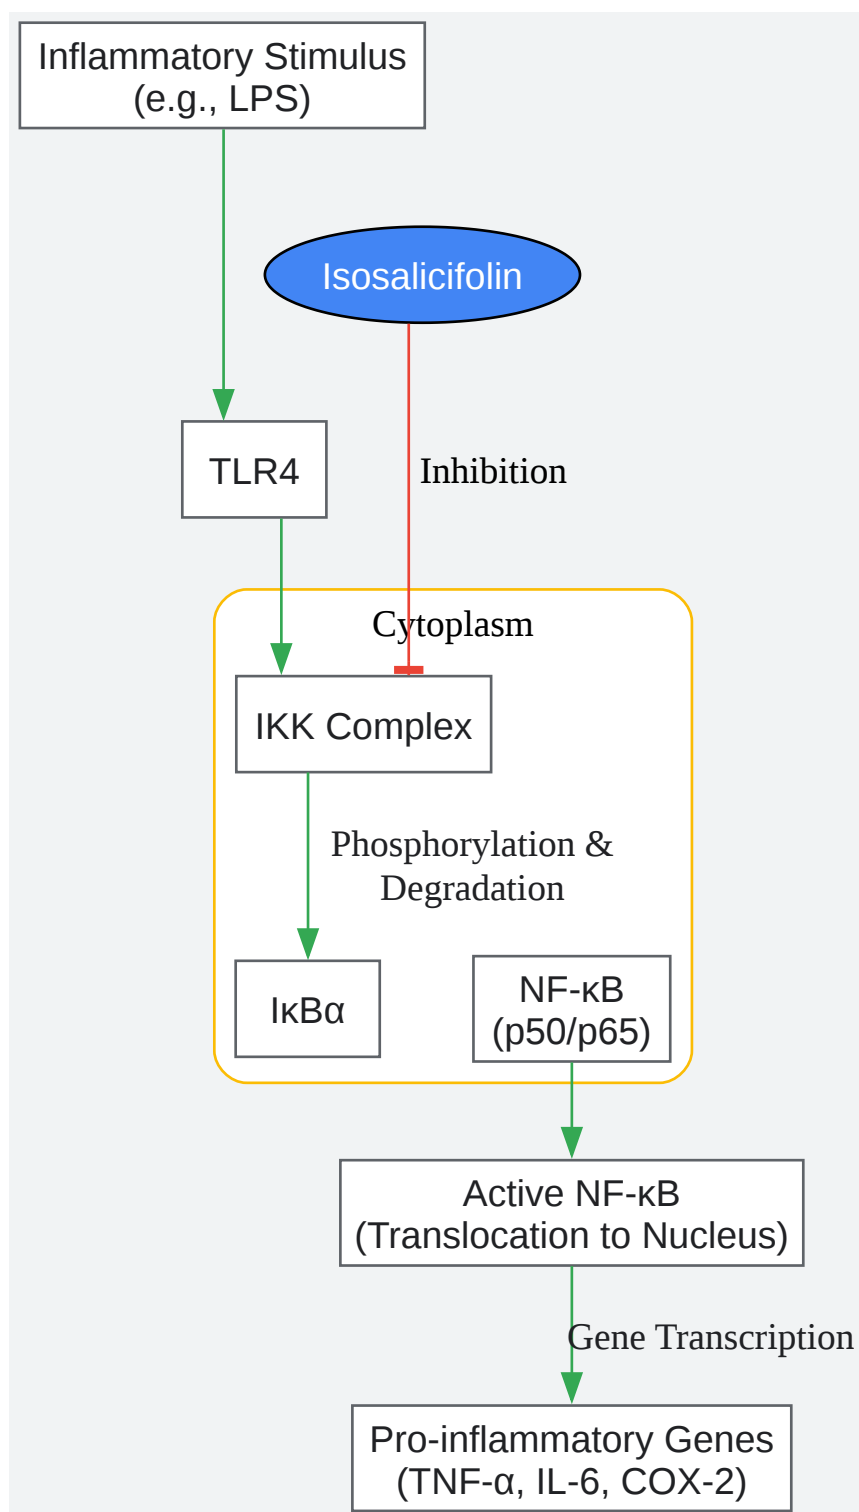 Inflammatory Stimulus
(e.g., LPS)
Isosalicifolin
TLR4
Inhibition
Cytoplasm
IKK Complex
Phosphorylation &
Degradation
IκBα
NF-κB
(p50/p65)
Active NF-κB
(Translocation to Nucleus)
Gene Transcription
Pro-inflammatory Genes
(TNF-α, IL-6, COX-2)